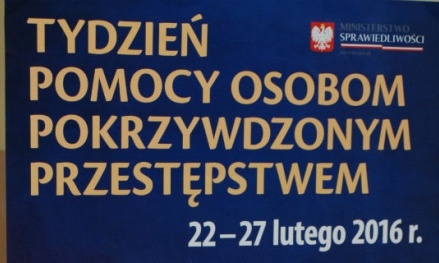 TYDZIEŃ
POMOCY OSOBOM
POKRZYWDZONYM
PRZESTĘPSTWEM
22–27 lutego 2016 r.
MINISTERSTWO
SPRAWIEDLIWOŚCI